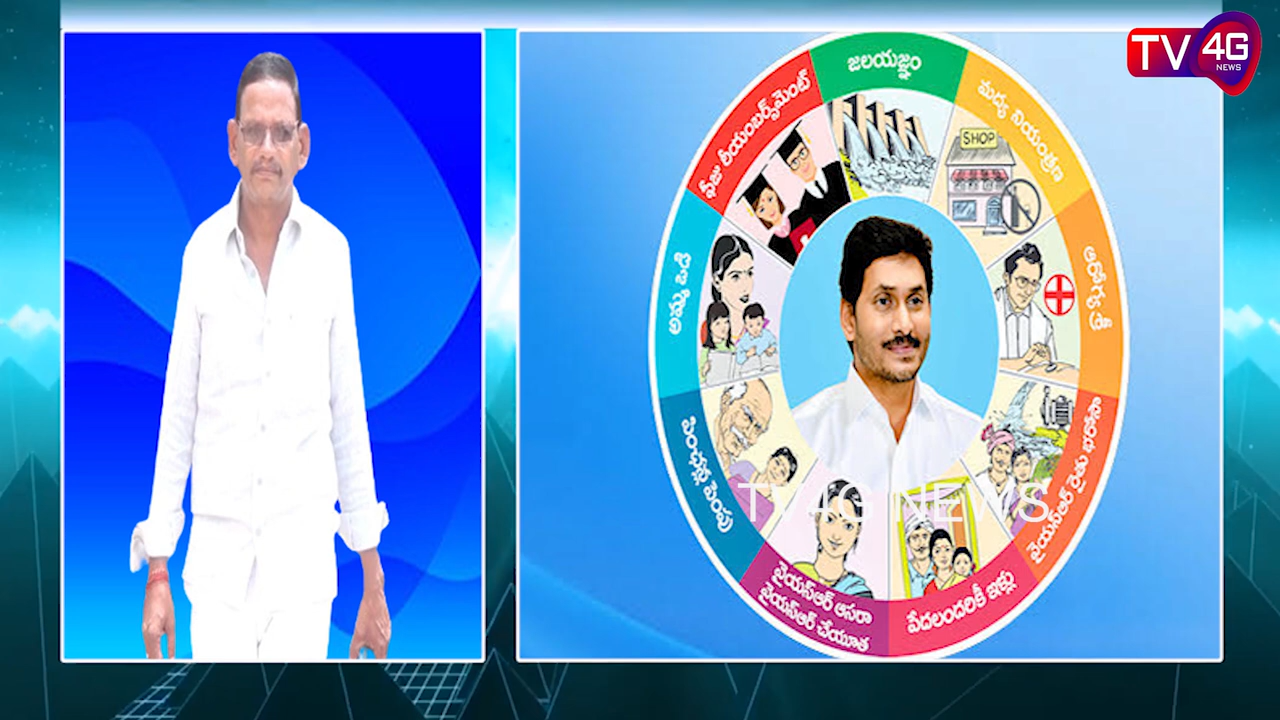 TV 4G
NEWS
జలయజ్ఞం
మద్య నియంత్రణ
SHOP
ఆరోగ్య శ్రీ
వైయస్ఆర్ రైతు భరోసా
పేదలందరికీ ఇళ్లు
వైయస్ఆర్ ఆసరా
వైయస్ఆర్ చేయూత
పింఛన్ల పెంపు
అమ్మ ఒడి
ఫీజు రీయింబర్స్‌మెంట్
TV4G NEWS